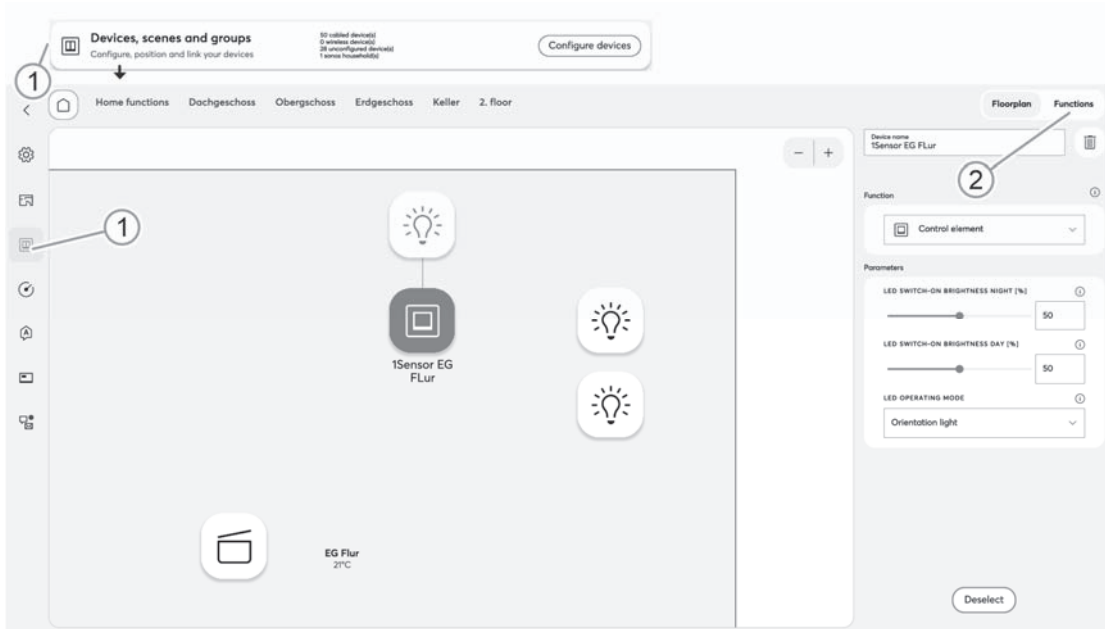 Devices, scenes and groups
Configure, position and link your devices
50 cabled device(s)
0 wireless device(s)
28 unconfigured device(s)
1 sonos household(s)
Configure devices
1
Home functions Dachgeschoss Obergschoss Erdgeschoss Keller 2. floor
Floorplan Functions
Device name
1Sensor EG FLur
2
Function
Control element
1
Parameters
LED SWITCH-ON BRIGHTNESS NIGHT [%]
50
LED SWITCH-ON BRIGHTNESS DAY [%]
50
LED OPERATING MODE
Orientation light
1Sensor EG
FLur
EG Flur
21°C
Deselect